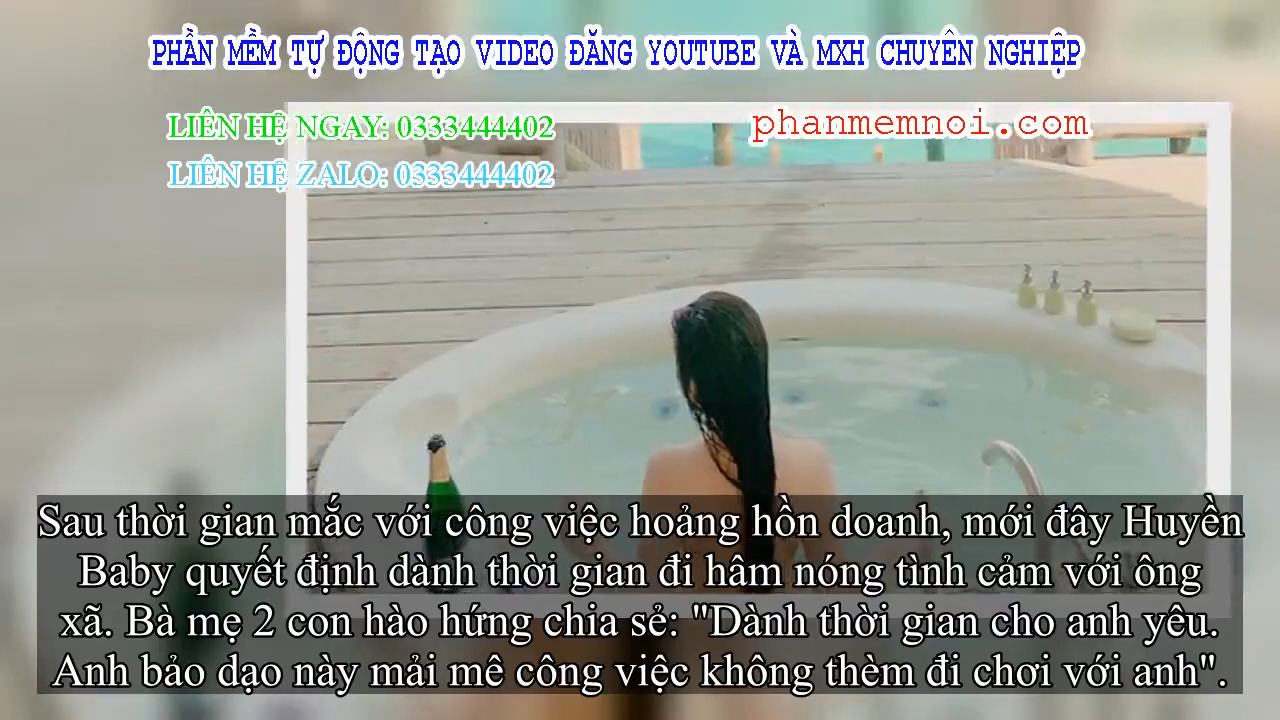 PHẦN MỀM TỰ ĐỘNG TẠO VIDEO ĐĂNG YOUTUBE VÀ MXH CHUYÊN NGHIỆP
LIÊN HỆ NGAY: 0333444402
phanmemnoi.com
LIÊN HỆ ZALO: 0333444402
Sau thời gian mắc với công việc hoảng hồn doanh, mới đây Huyền
Baby quyết định dành thời gian đi hâm nóng tình cảm với ông
xã. Bà mẹ 2 con hào hứng chia sẻ: "Dành thời gian cho anh yêu.
Anh bảo dạo này mải mê công việc không thèm đi chơi với anh".